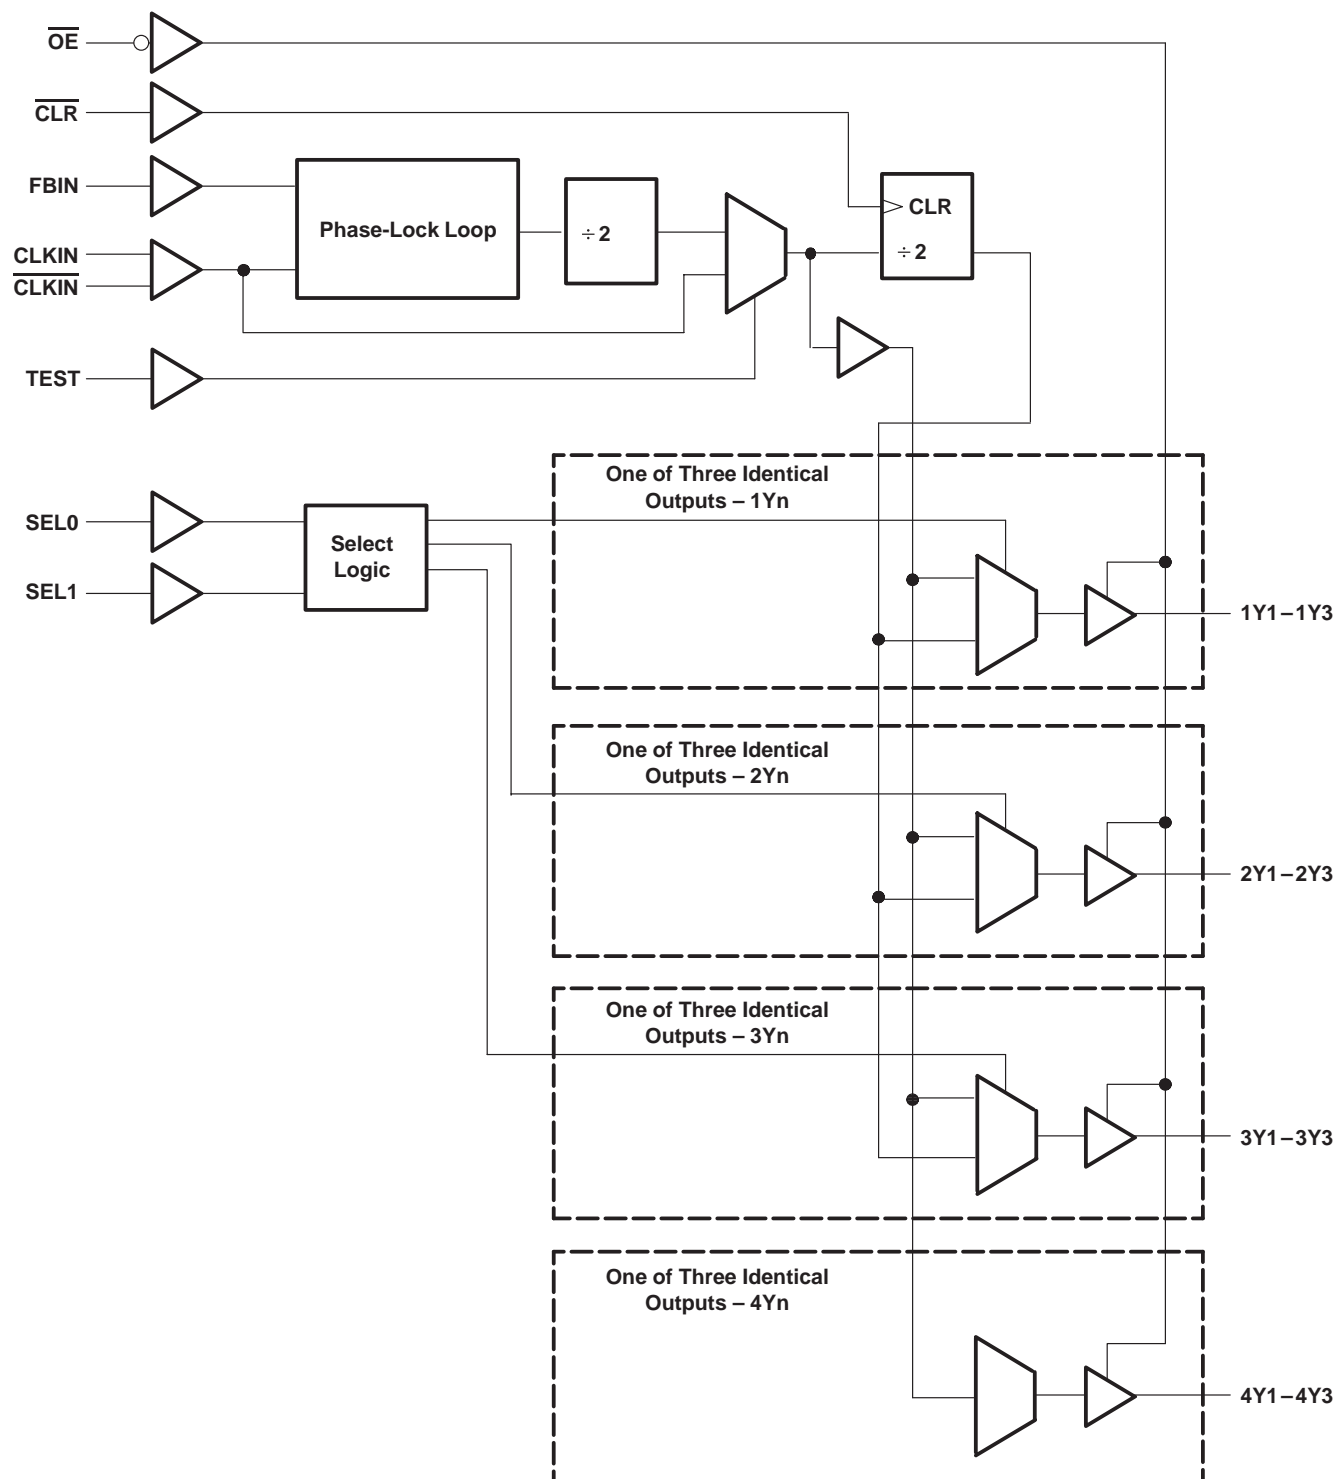 OE
CLR
FBIN
CLKIN
CLKIN
TEST
Phase-Lock Loop
÷ 2
CLR
÷ 2
SEL0
SEL1
Select
Logic
One of Three Identical
Outputs – 1Yn
1Y1–1Y3
One of Three Identical
Outputs – 2Yn
2Y1–2Y3
One of Three Identical
Outputs – 3Yn
3Y1–3Y3
One of Three Identical
Outputs – 4Yn
4Y1–4Y3